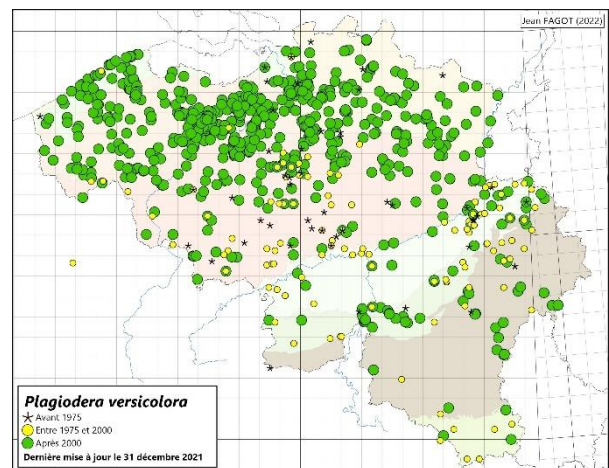 Jean FAGOT (2022)
Plagiodera versicolora
Avant 1975
Entre 1975 et 2000
Après 2000
Dernière mise à jour le 31 décembre 2021